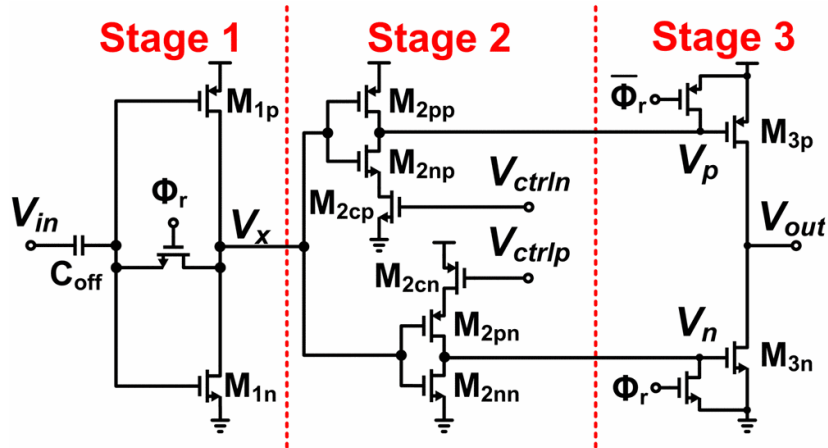 Stage 1
Stage 2
Stage 3
M1p
M2pp
Φ̅r
M3p
M2np
Vp
Φr
M2cp
Vctrln
Vin
Vx
Vout
Coff
Vctrlp
M2cn
M2pn
Vn
M3n
M1n
M2nn
Φr